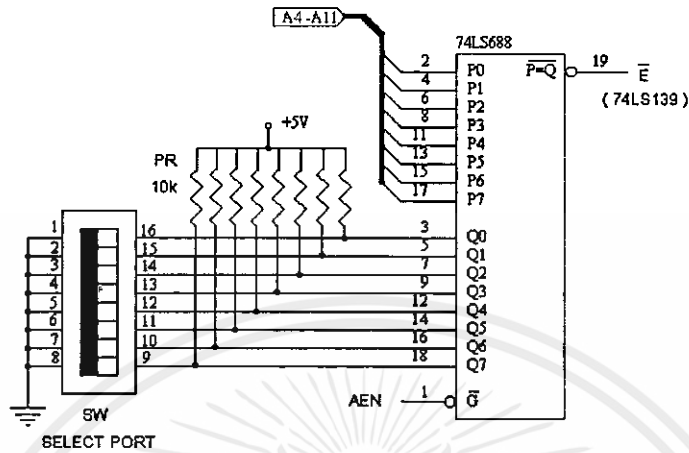 A4-A11
74LS688
2 P0 P=Q 19 E
4 P1
( 74LS139 )
6 P2
8 P3
11 P4
13 P5
15 P6
17 P7
+5V
PR
10k
1 16 3 Q0
2 15 5 Q1
3 14 7 Q2
4 13 9 Q3
5 12 12 Q4
6 11 14 Q5
7 10 16 Q6
8 9 18 Q7
AEN 1 G
SW
SELECT PORT